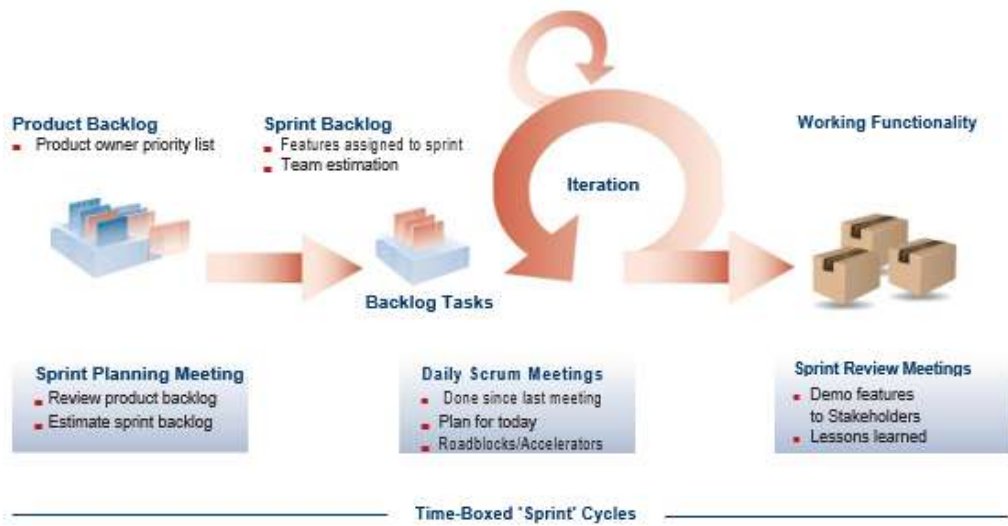 Product Backlog
Product owner priority list
Sprint Backlog
Features assigned to sprint
Team estimation
Iteration
Working Functionality
Backlog Tasks
Sprint Planning Meeting
Review product backlog
Estimate sprint backlog
Daily Scrum Meetings
Done since last meeting
Plan for today
Roadblocks/Accelerators
Sprint Review Meetings
Demo features
to Stakeholders
Lessons learned
Time-Boxed 'Sprint' Cycles